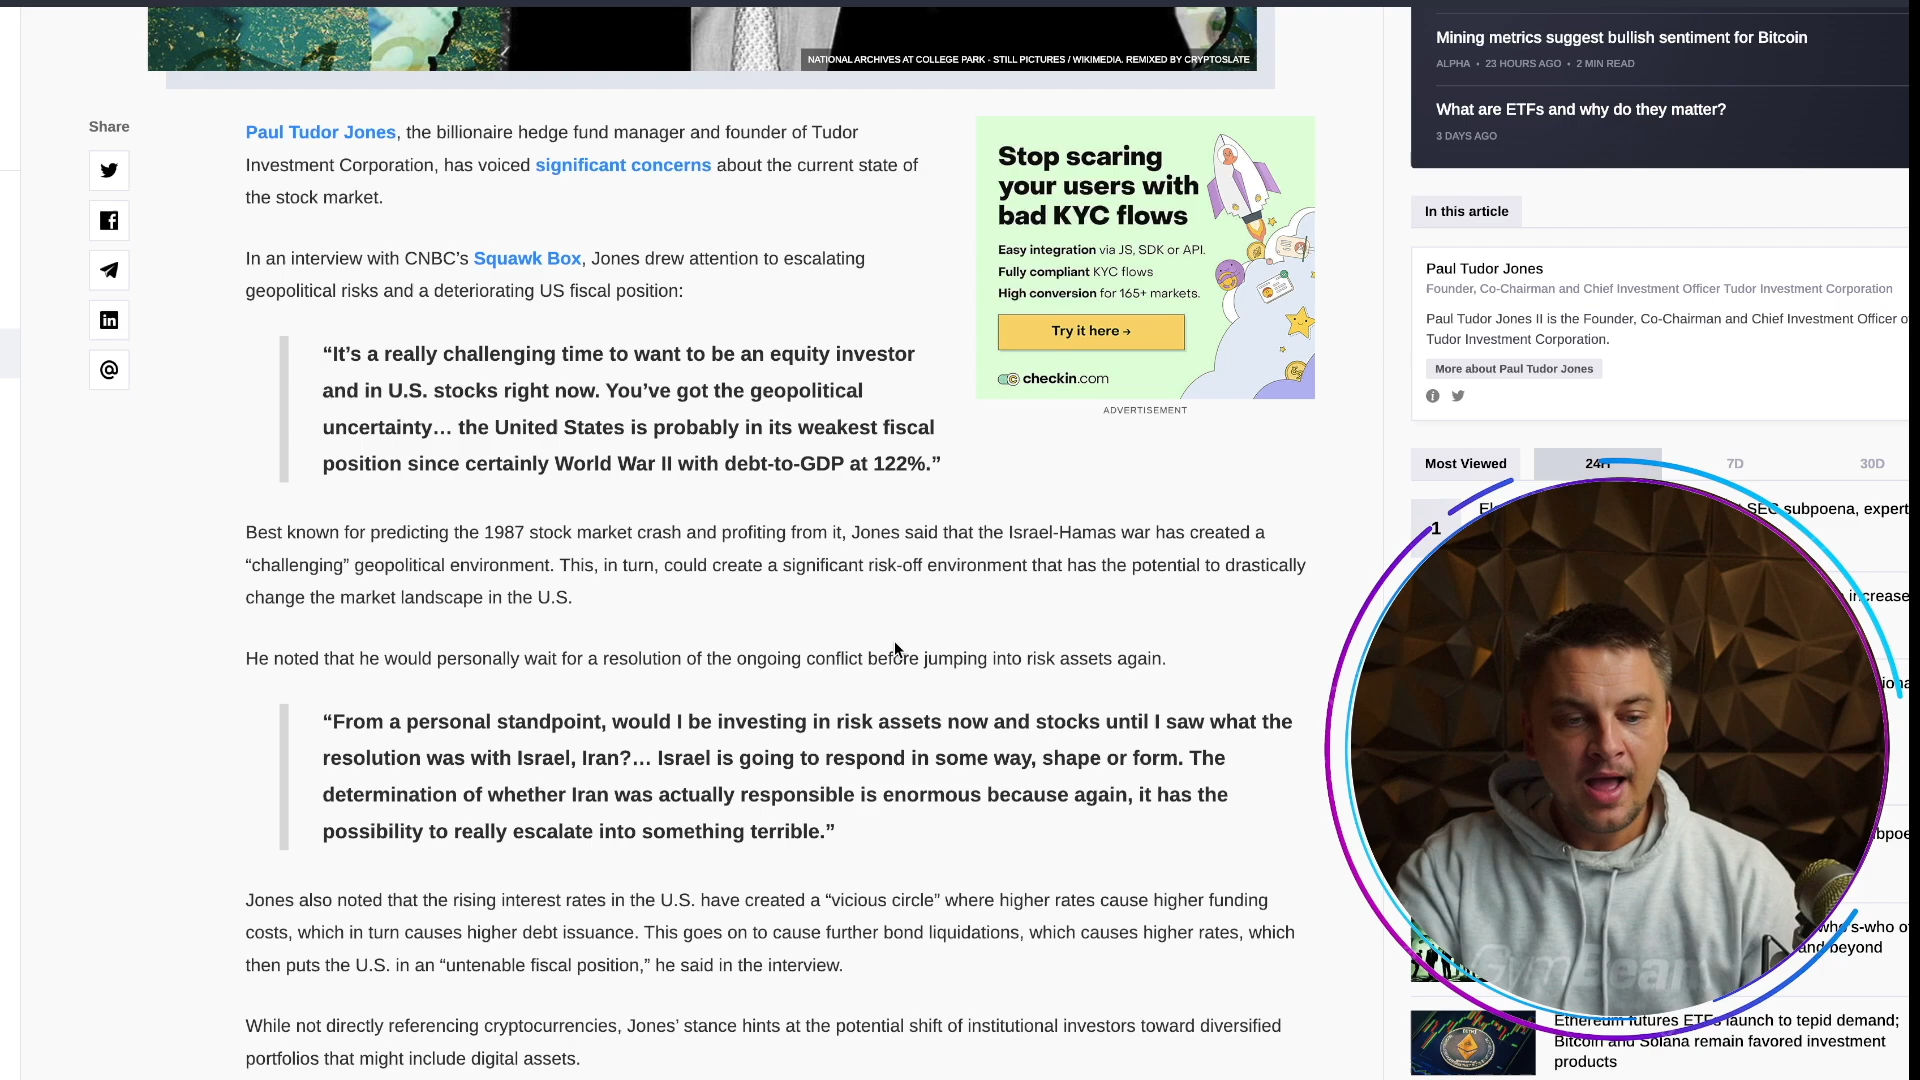 NATIONAL ARCHIVES AT COLLEGE PARK - STILL PICTURES / WIKIMEDIA. REMIXED BY CRYPTOSLATE
Share
Paul Tudor Jones, the billionaire hedge fund manager and founder of Tudor
Investment Corporation, has voiced significant concerns about the current state of
the stock market.
In an interview with CNBC’s Squawk Box, Jones drew attention to escalating
geopolitical risks and a deteriorating US fiscal position:
“It’s a really challenging time to want to be an equity investor
and in U.S. stocks right now. You’ve got the geopolitical
uncertainty… the United States is probably in its weakest fiscal
position since certainly World War II with debt-to-GDP at 122%.”
Stop scaring
your users with
bad KYC flows
Easy integration via JS, SDK or API.
Fully compliant KYC flows
High conversion for 165+ markets.
Try it here →
checkin.com
ADVERTISEMENT
Best known for predicting the 1987 stock market crash and profiting from it, Jones said that the Israel-Hamas war has created a
“challenging” geopolitical environment. This, in turn, could create a significant risk-off environment that has the potential to drastically
change the market landscape in the U.S.
He noted that he would personally wait for a resolution of the ongoing conflict before jumping into risk assets again.
“From a personal standpoint, would I be investing in risk assets now and stocks until I saw what the
resolution was with Israel, Iran?… Israel is going to respond in some way, shape or form. The
determination of whether Iran was actually responsible is enormous because again, it has the
possibility to really escalate into something terrible.”
Jones also noted that the rising interest rates in the U.S. have created a “vicious circle” where higher rates cause higher funding
costs, which in turn causes higher debt issuance. This goes on to cause further bond liquidations, which causes higher rates, which
then puts the U.S. in an “untenable fiscal position,” he said in the interview.
While not directly referencing cryptocurrencies, Jones’ stance hints at the potential shift of institutional investors toward diversified
portfolios that might include digital assets.
Mining metrics suggest bullish sentiment for Bitcoin
ALPHA • 23 HOURS AGO • 2 MIN READ
What are ETFs and why do they matter?
3 DAYS AGO
In this article
Paul Tudor Jones
Founder, Co-Chairman and Chief Investment Officer Tudor Investment Corporation
Paul Tudor Jones II is the Founder, Co-Chairman and Chief Investment Officer o
Tudor Investment Corporation.
More about Paul Tudor Jones
Most Viewed 24H 7D 30D
1
SEC subpoena, expert
increase
who's-who of
and beyond
Ethereum futures ETFs launch to tepid demand;
Bitcoin and Solana remain favored investment
products